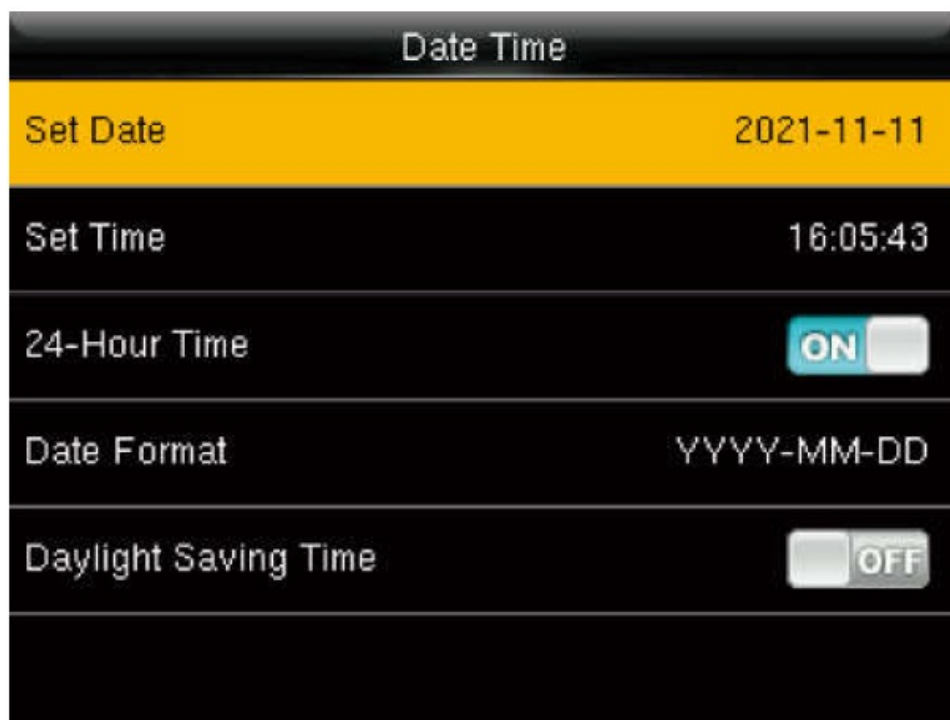 Date Time
Set Date 2021-11-11
Set Time 16:05:43
24-Hour Time ON
Date Format YYYY-MM-DD
Daylight Saving Time OFF